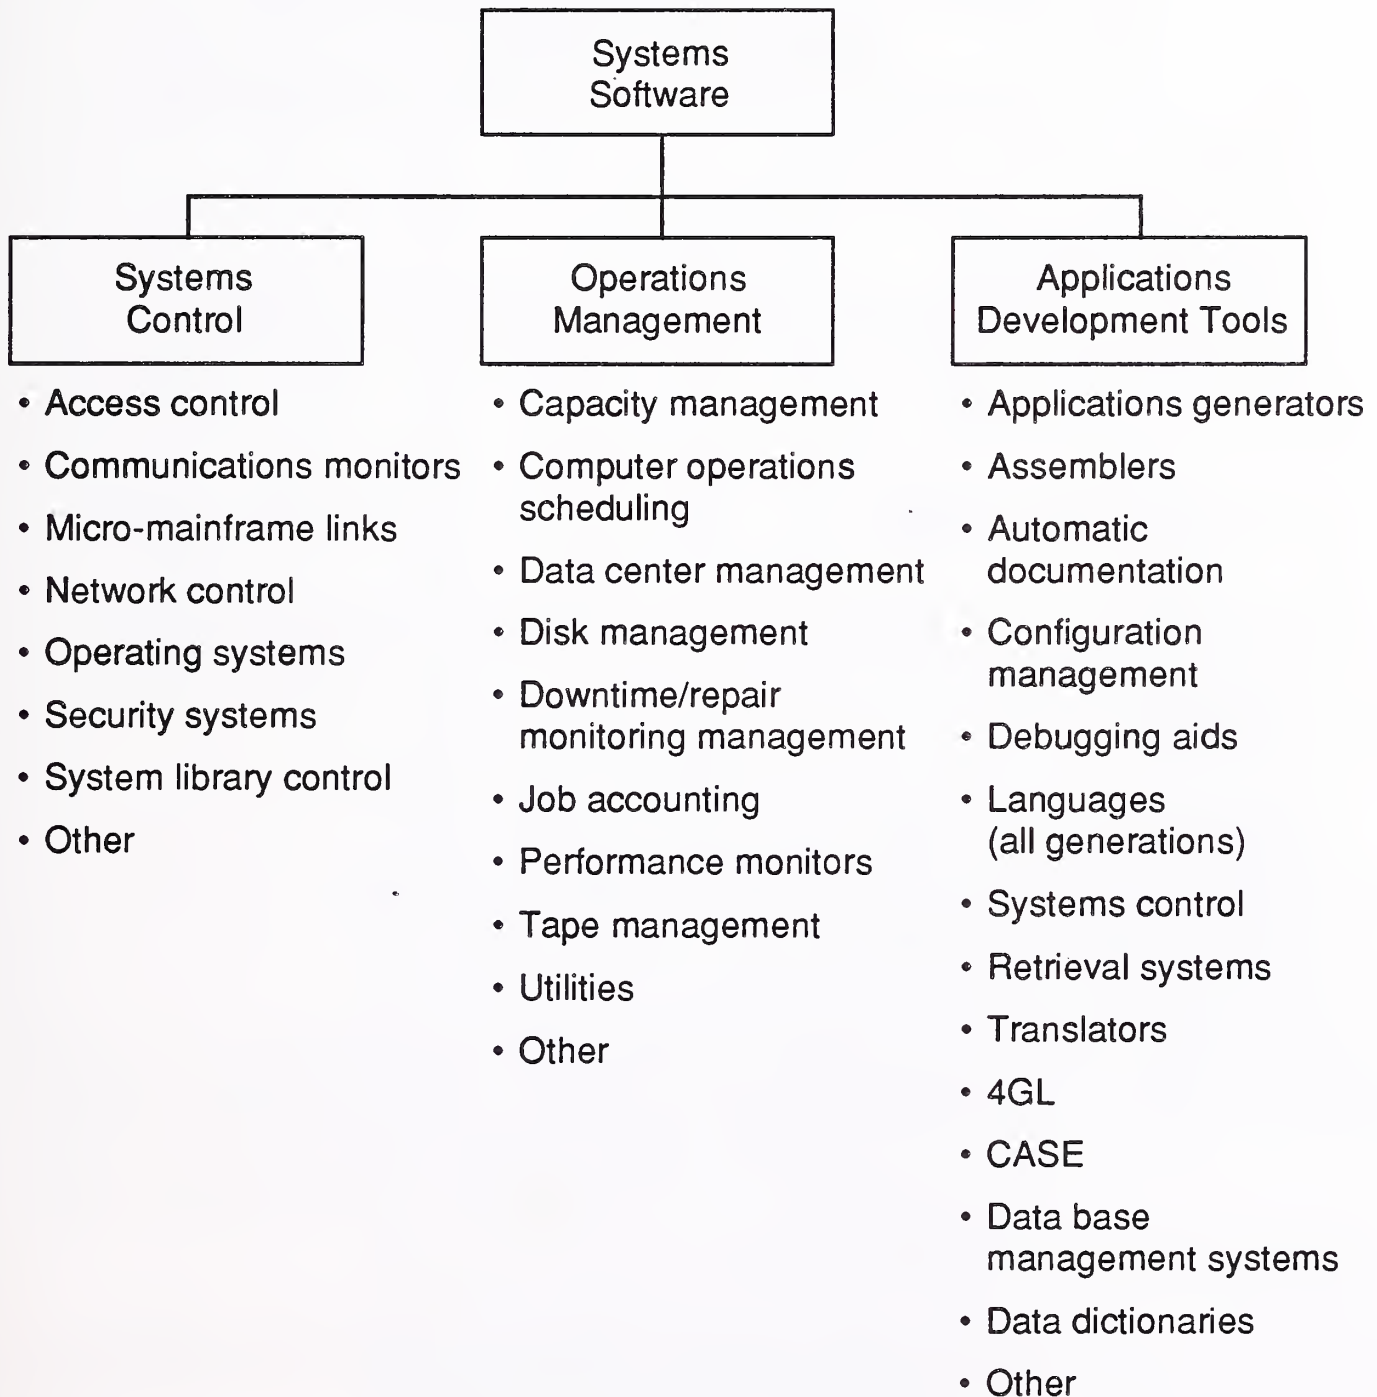 Systems
Software
Systems
Control
• Access control
• Communications monitors
• Micro-mainframe links
• Network control
• Operating systems
• Security systems
• System library control
• Other
Operations
Management
• Capacity management
• Computer operations
scheduling
• Data center management
• Disk management
• Downtime/repair
monitoring management
• Job accounting
• Performance monitors
• Tape management
• Utilities
• Other
Applications
Development Tools
• Applications generators
• Assemblers
• Automatic
documentation
• Configuration
management
• Debugging aids
• Languages
(all generations)
• Systems control
• Retrieval systems
• Translators
• 4GL
• CASE
• Data base
management systems
• Data dictionaries
• Other